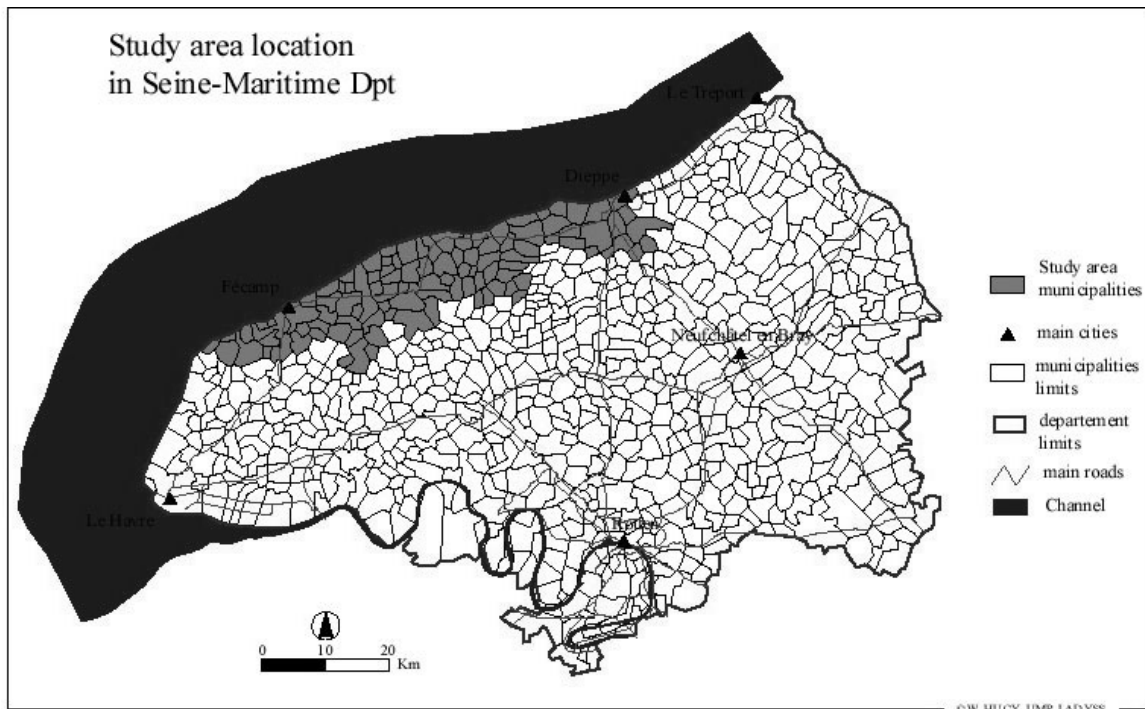 Study area location
in Seine-Maritime Dpt
Le Tréport
Dieppe
Fécamp
Neufchâtel en Bray
Le Havre
Rouen
Study area
municipalities
main cities
municipalities
limits
departement
limits
main roads
Channel
0 10 20
Km